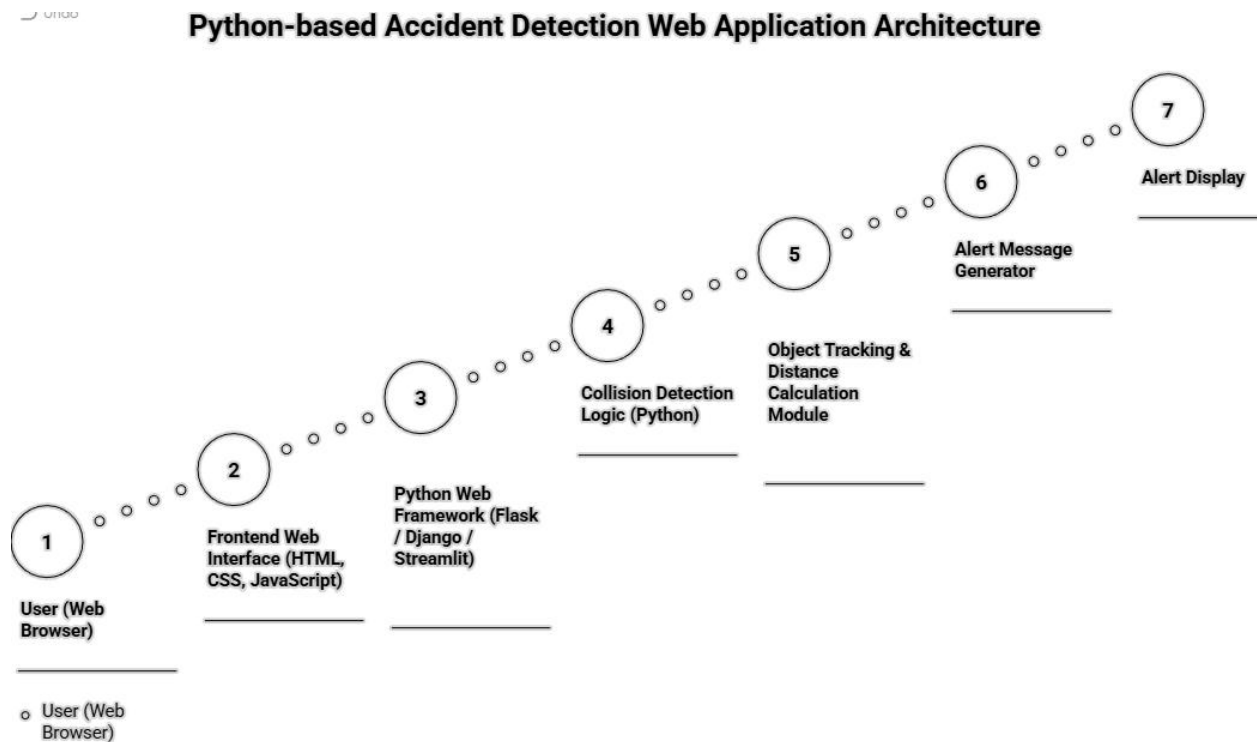 Undo
Python-based Accident Detection Web Application Architecture
7
Alert Display
6
Alert Message
Generator
5
Object Tracking &
Distance
Calculation
Module
4
Collision Detection
Logic (Python)
3
Python Web
Framework (Flask
/ Django /
Streamlit)
2
Frontend Web
Interface (HTML,
CSS, JavaScript)
1
User (Web
Browser)
User (Web
Browser)